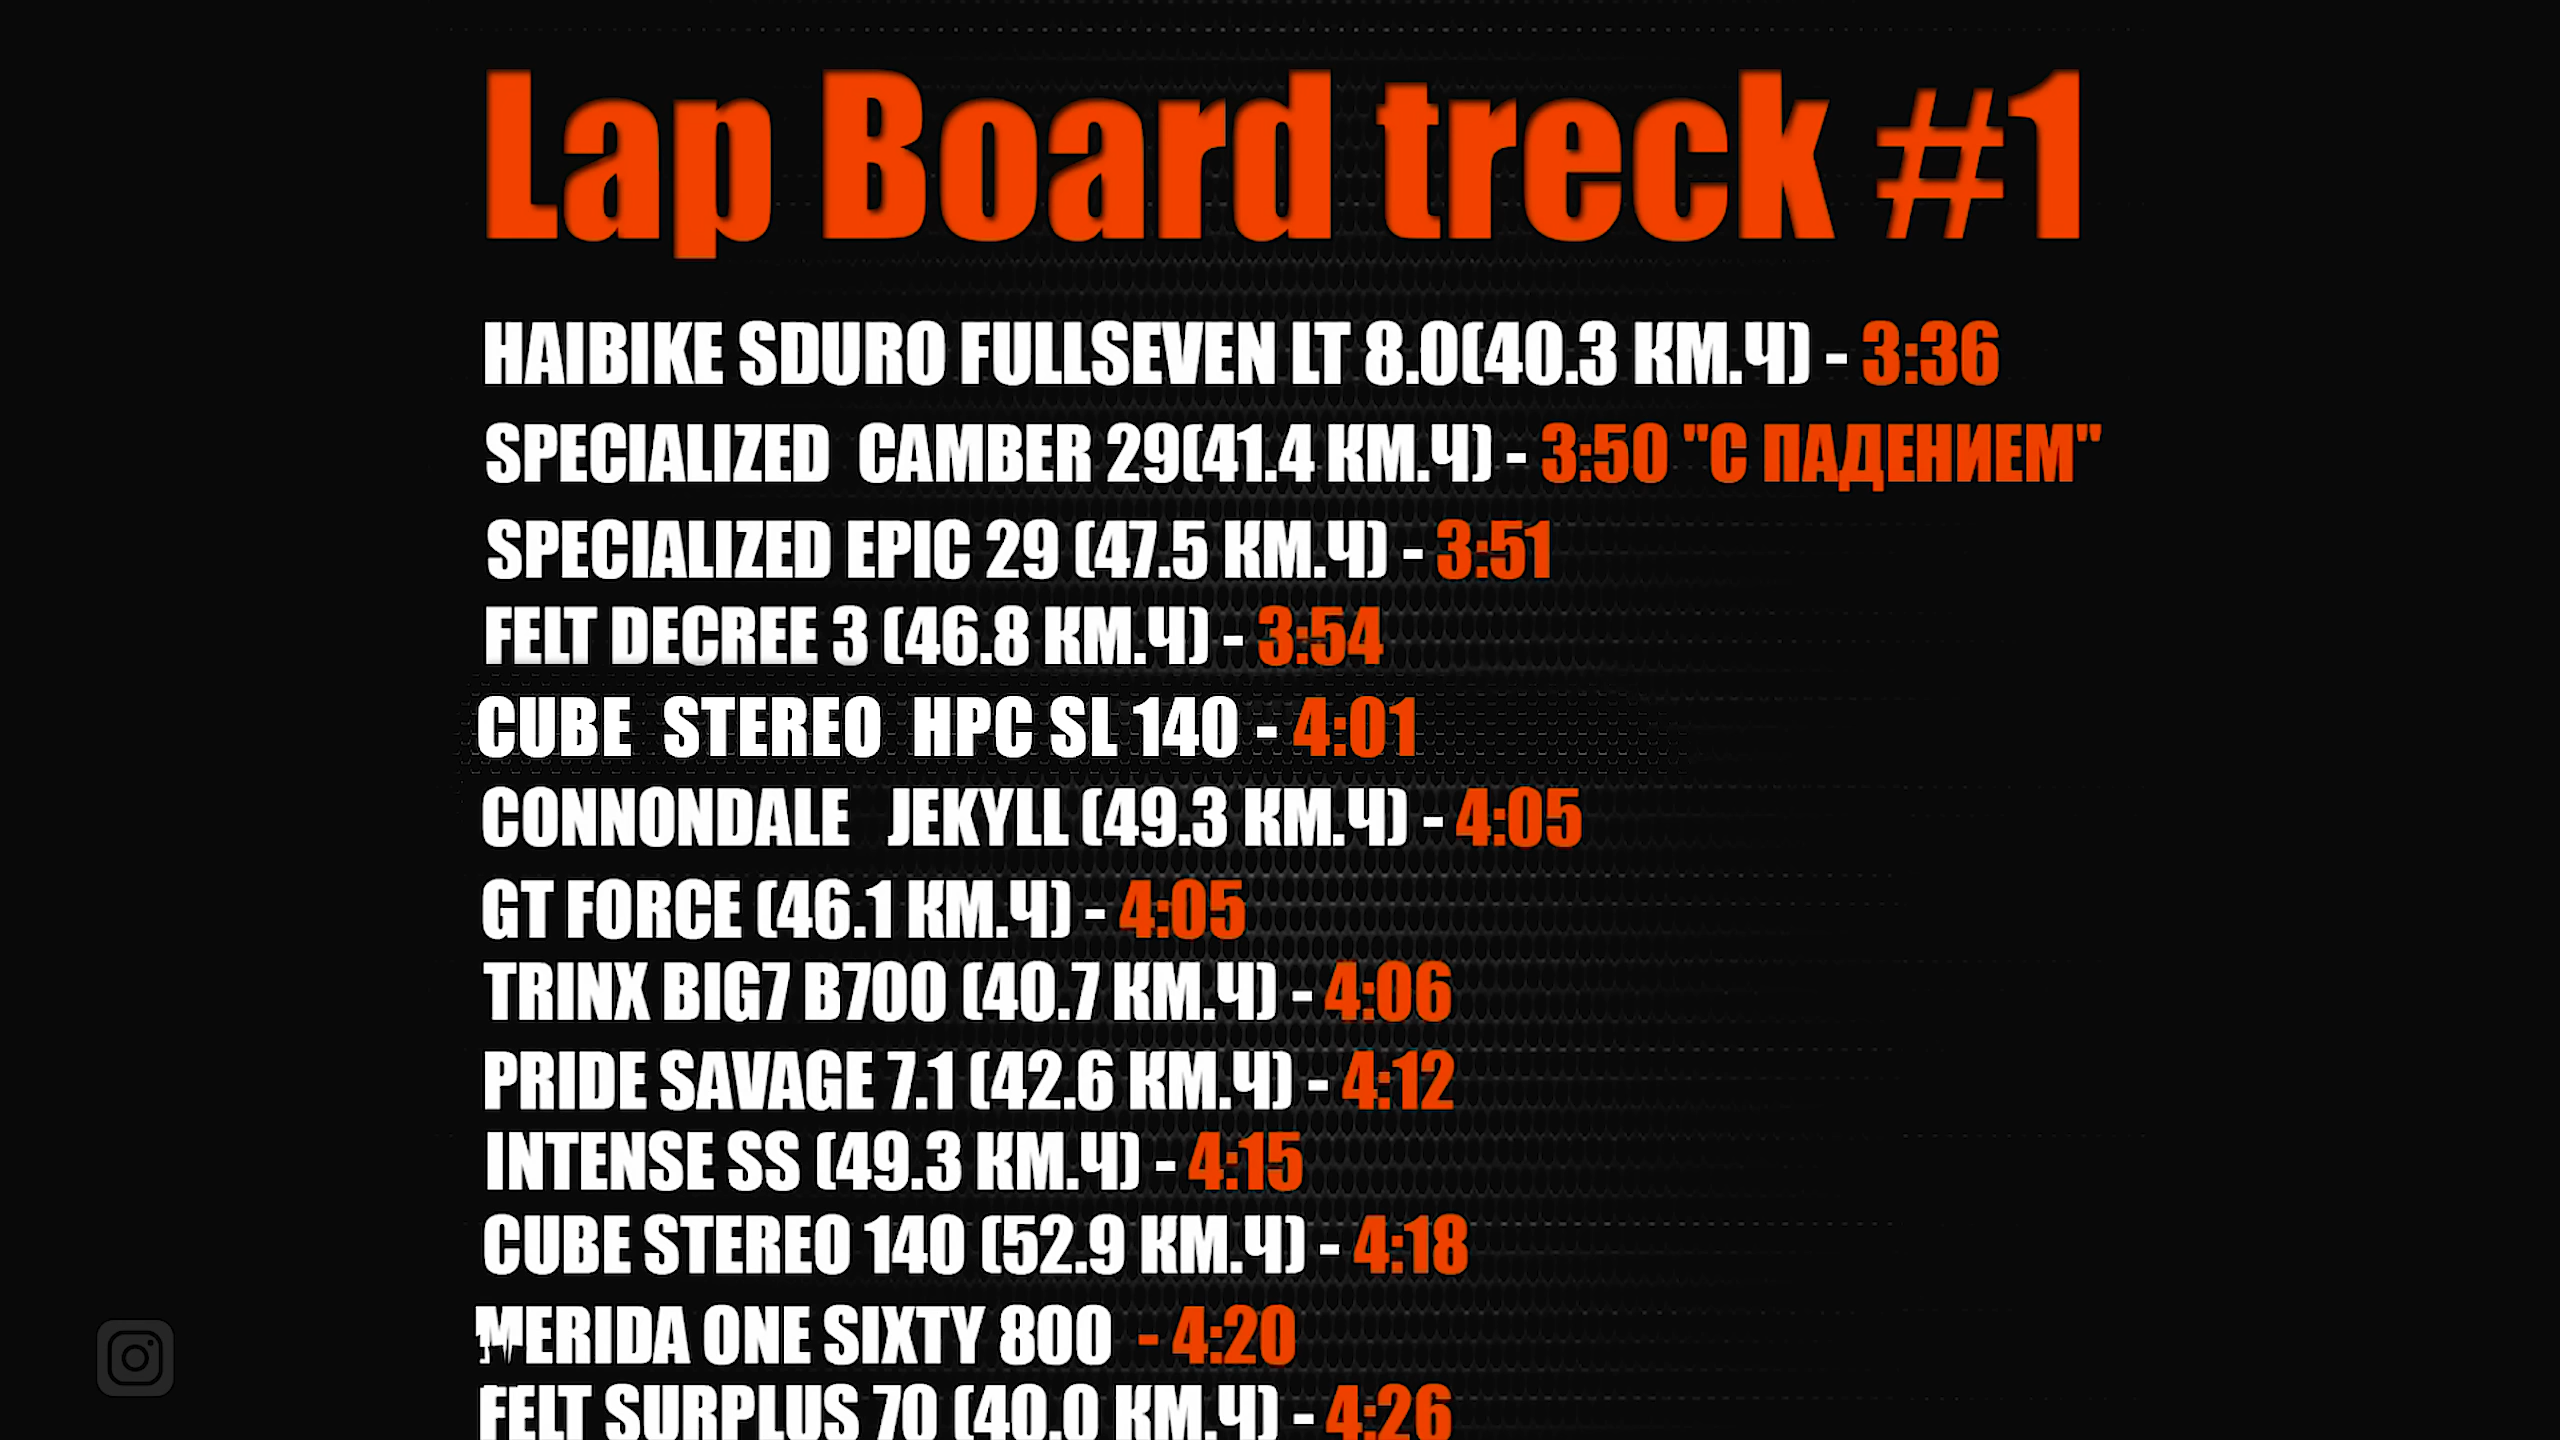 Lap Board treck #1
HAIBIKE SDURO FULLSEVEN LT 8.0(40.3 КМ.Ч) - 3:36
SPECIALIZED CAMBER 29(41.4 КМ.Ч) - 3:50 "С ПАДЕНИЕМ"
SPECIALIZED EPIC 29 (47.5 КМ.Ч) - 3:51
FELT DECREE 3 (46.8 КМ.Ч) - 3:54
CUBE STEREO HPC SL 140 - 4:01
CONNONDALE JEKYLL (49.3 КМ.Ч) - 4:05
GT FORCE (46.1 КМ.Ч) - 4:05
TRINX BIG7 B700 (40.7 КМ.Ч) - 4:06
PRIDE SAVAGE 7.1 (42.6 КМ.Ч) - 4:12
INTENSE SS (49.3 КМ.Ч) - 4:15
CUBE STEREO 140 (52.9 КМ.Ч) - 4:18
MERIDA ONE SIXTY 800 - 4:20
FELT SURPLUS 70 (40.0 КМ.Ч) - 4:26